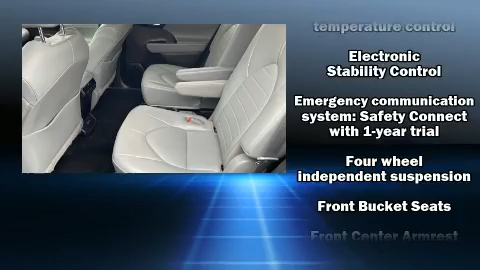 temperature control
Electronic
Stability Control
Emergency communication
system: Safety Connect
with 1-year trial
Four wheel
independent suspension
Front Bucket Seats
Front Center Armrest